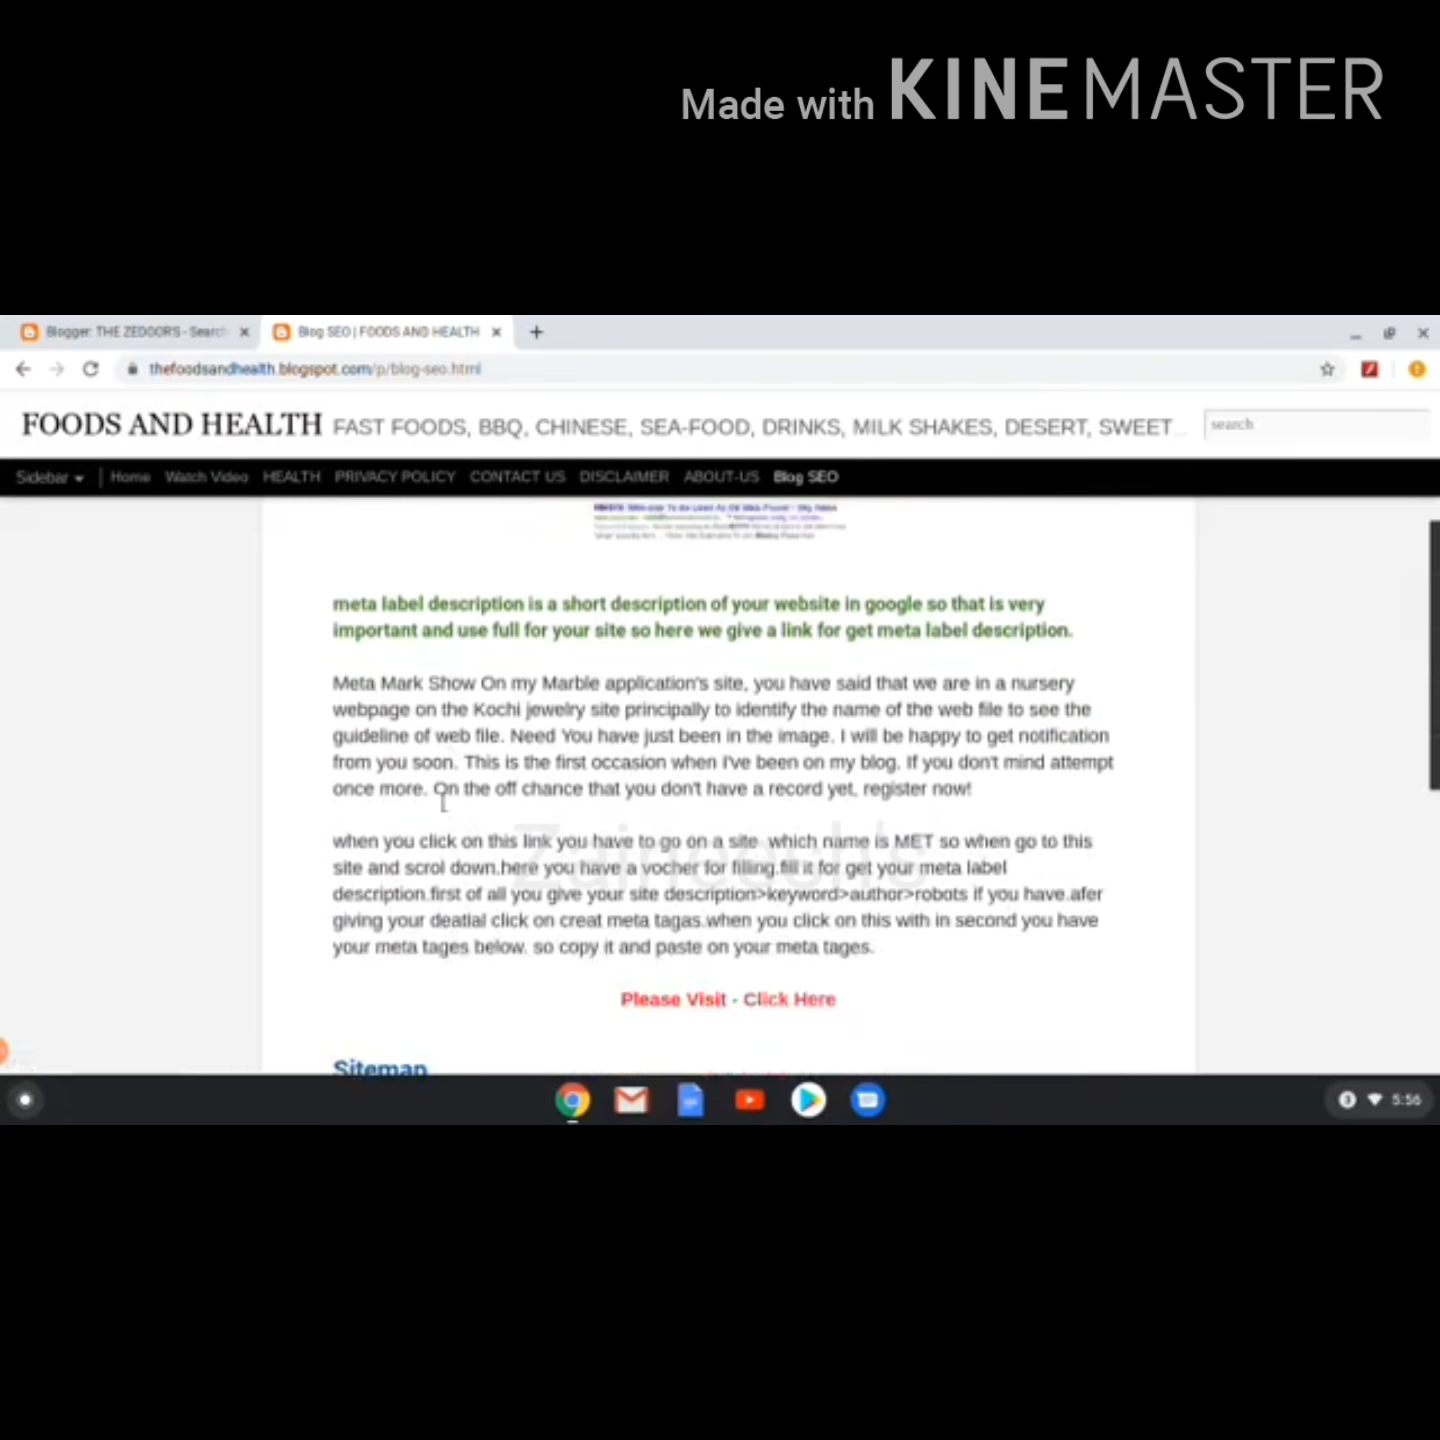 Made with KINEMASTER
Blogger: THE ZEDOORS - Search
Blog SEO | FOODS AND HEALTH
thefoodsandhealth.blogspot.com/p/blog-seo.html
FOODS AND HEALTH FAST FOODS, BBQ, CHINESE, SEA-FOOD, DRINKS, MILK SHAKES, DESERT, SWEET...
search
Sidebar Home Watch Video HEALTH PRIVACY POLICY CONTACT US DISCLAIMER ABOUT-US Blog SEO
meta label description is a short description of your website in google so that is very
important and use full for your site so here we give a link for get meta label description.
Meta Mark Show On my Marble application's site, you have said that we are in a nursery
webpage on the Kochi jewelry site principally to identify the name of the web file to see the
guideline of web file. Need You have just been in the image. I will be happy to get notification
from you soon. This is the first occasion when I've been on my blog. If you don't mind attempt
once more. On the off chance that you don't have a record yet, register now!
when you click on this link you have to go on a site which name is MET so when go to this
site and scrol down.here you have a vocher for filling.fill it for get your meta label
description.first of all you give your site description>keyword>author>robots if you have.afer
giving your deatial click on creat meta tagas.when you click on this with in second you have
your meta tages below. so copy it and paste on your meta tages.
Please Visit - Click Here
Sitemap
5:56